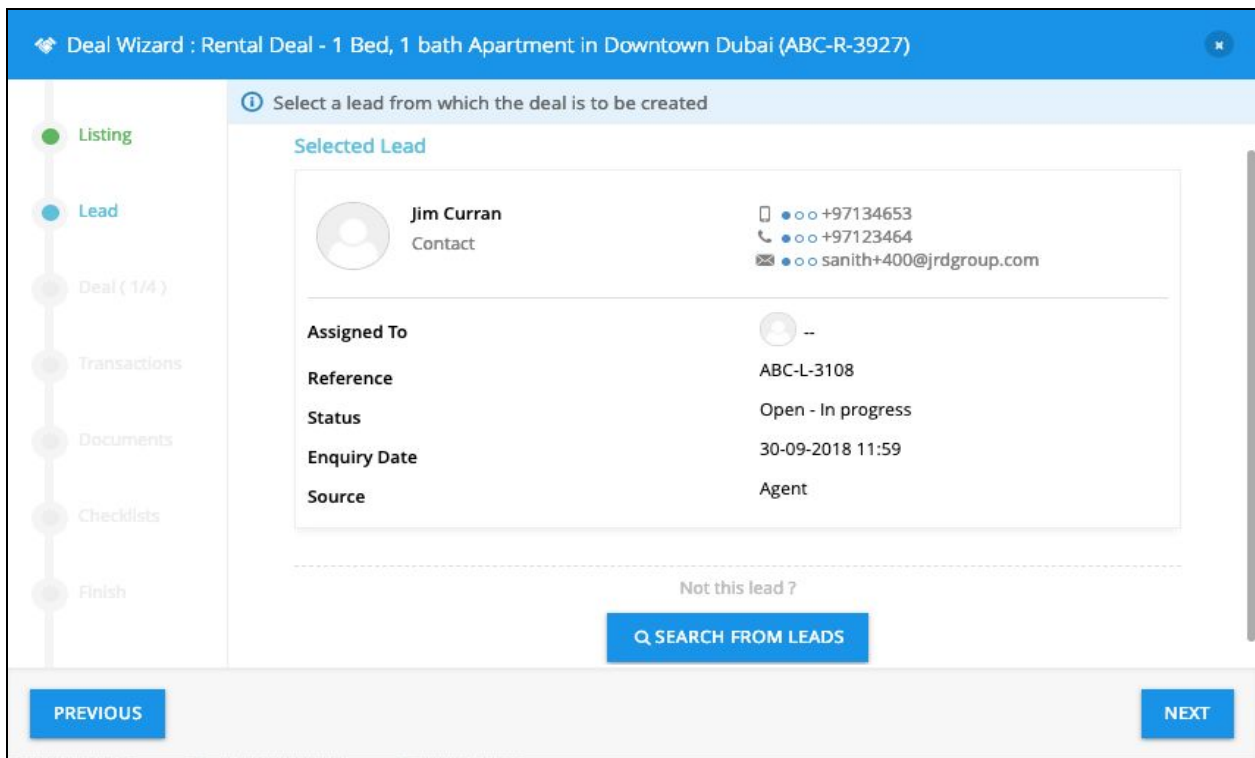 Deal Wizard : Rental Deal - 1 Bed, 1 bath Apartment in Downtown Dubai (ABC-R-3927)
Select a lead from which the deal is to be created
Listing
Lead
Deal ( 1/4 )
Transactions
Documents
Checklists
Finish
Selected Lead
Jim Curran
Contact
+97134653
+97123464
sanith+400@jrdgroup.com
Assigned To --
Reference ABC-L-3108
Status Open - In progress
Enquiry Date 30-09-2018 11:59
Source Agent
Not this lead ?
SEARCH FROM LEADS
PREVIOUS
NEXT